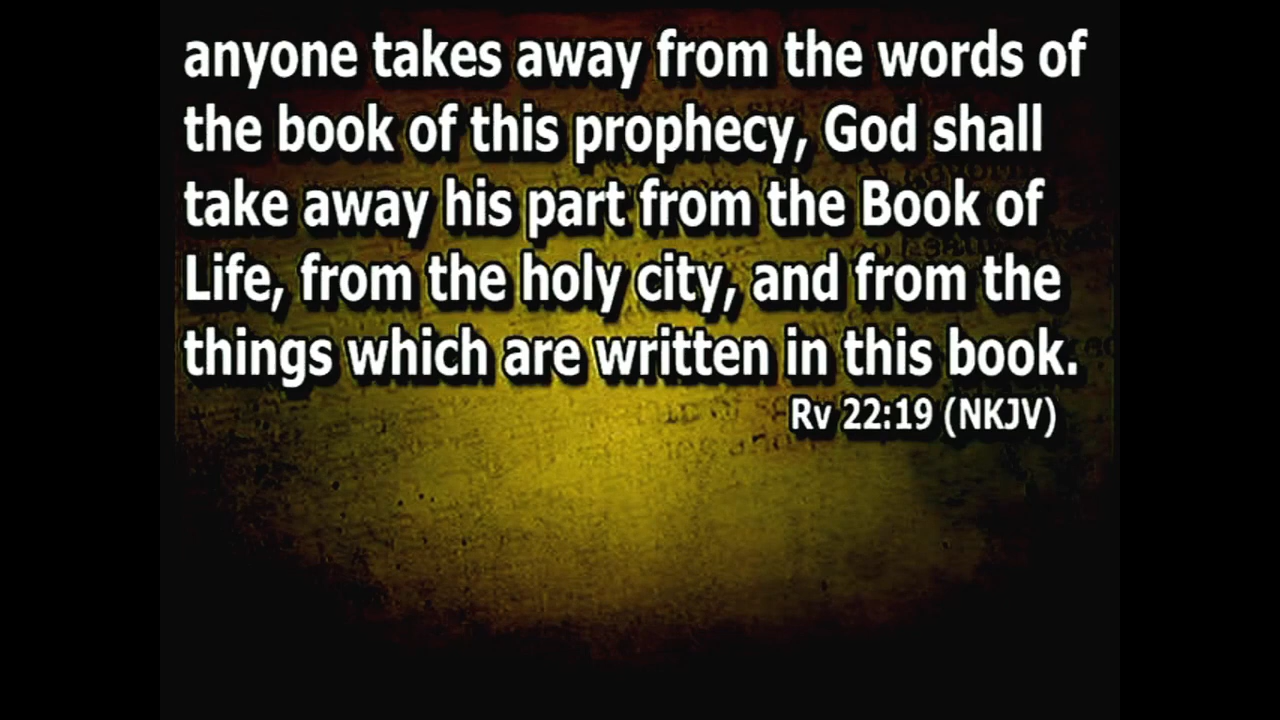 anyone takes away from the words of
the book of this prophecy, God shall
take away his part from the Book of
Life, from the holy city, and from the
things which are written in this book.
Rv 22:19 (NKJV)